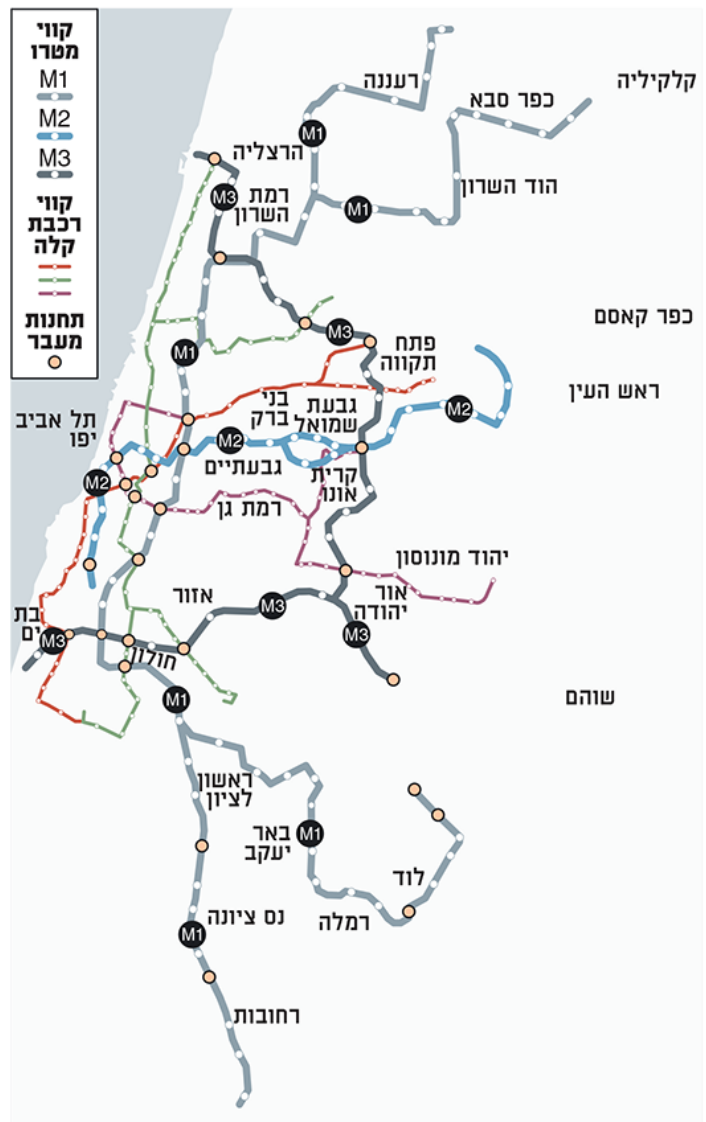 קווי
מטרו
M1
M2
M3
קווי
רכבת
קלה
תחנות
מעבר
קלקיליה
רעננה
כפר סבא
M1
הרצליה
הוד השרון
M3
רמת
השרון
M1
כפר קאסם
M3
M1
פתח
תקווה
ראש העין
בני
ברק
גבעת
שמואל
M2
תל אביב
יפו
M2
גבעתיים
קרית
אונו
M2
רמת גן
יהוד מונוסון
אור
יהודה
אזור
M3
בת
ים
M3
M3
חולון
שוהם
M1
ראשון
לציון
M1
באר
יעקב
לוד
רמלה
נס ציונה
M1
רחובות